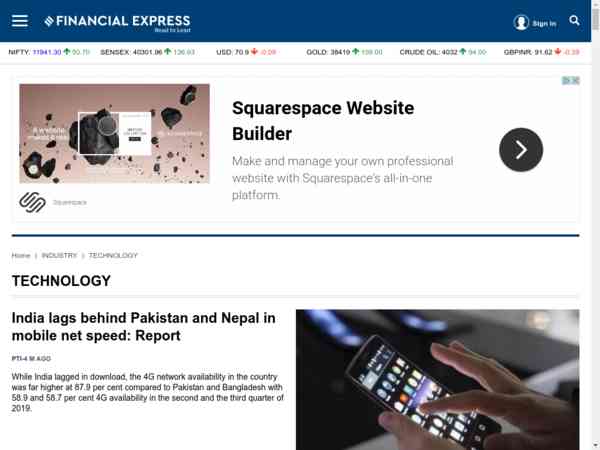 FINANCIAL EXPRESS
Read to Lead
Sign In
NIFTY: 11941.30 50.70 SENSEX: 40301.96 136.93 USD: 70.9 -0.09 GOLD: 38419 159.00 CRUDE OIL: 4032 94.00 GBPINR: 91.62 -0.39
Squarespace Website
Builder
Make and manage your own professional
website with Squarespace's all-in-one
platform.
Squarespace
Home | INDUSTRY | TECHNOLOGY
TECHNOLOGY
India lags behind Pakistan and Nepal in
mobile net speed: Report
PTI-4 M AGO
While India lagged in download, the 4G network availability in the country
was far higher at 87.9 per cent compared to Pakistan and Bangladesh with
58.9 and 58.7 per cent 4G availability in the second and the third quarter of
2019.